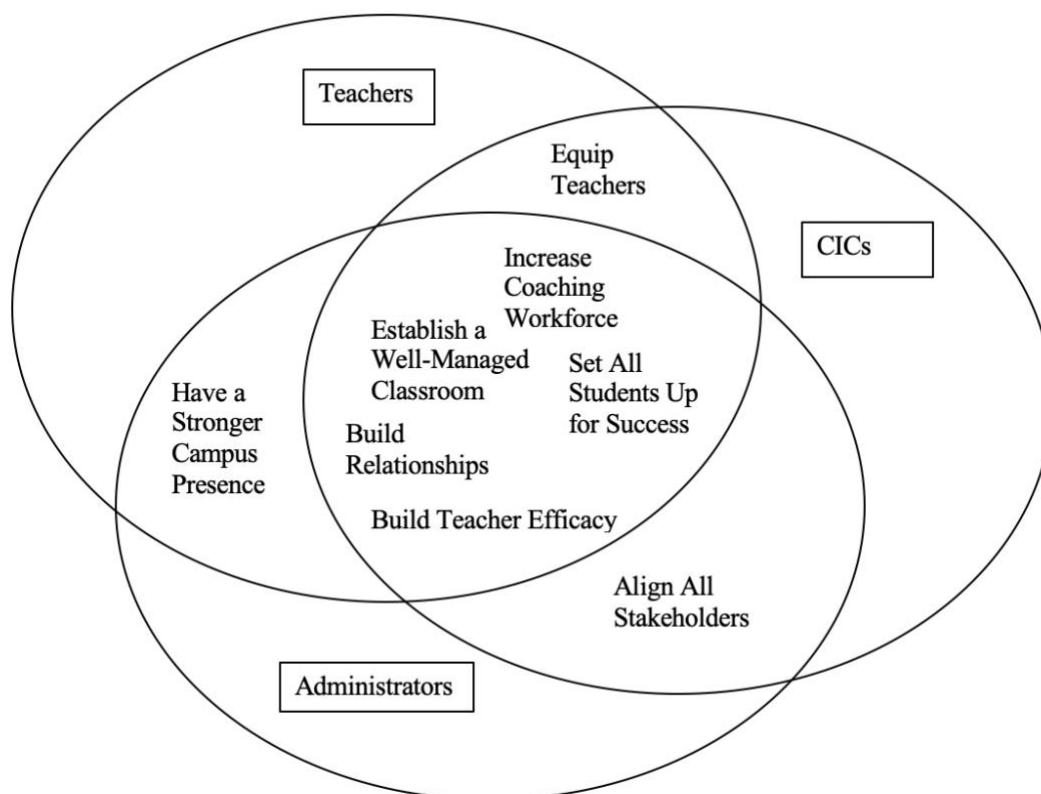 Teachers
Equip
Teachers
CICs
Increase
Coaching
Workforce
Establish a
Well-Managed
Classroom
Set All
Students Up
for Success
Have a
Stronger
Campus
Presence
Build
Relationships
Build Teacher Efficacy
Align All
Stakeholders
Administrators